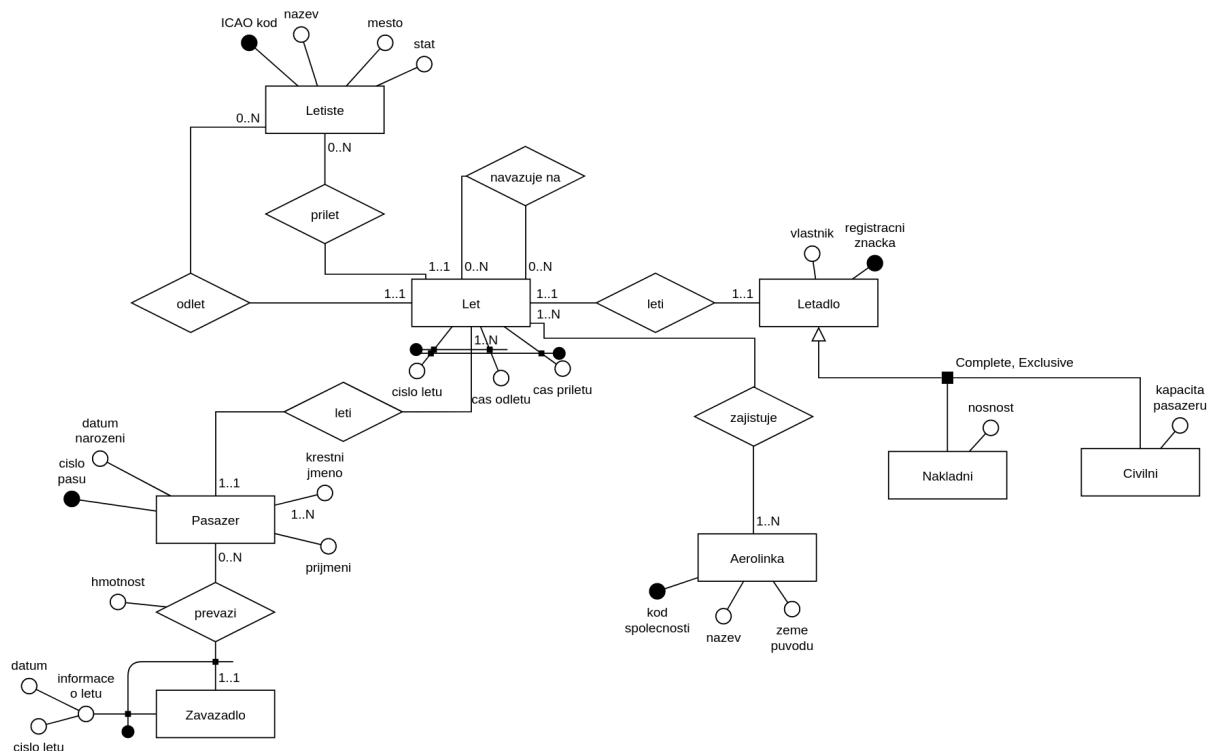 nazev
ICAO kod
mesto
stat
Letiste
0..N
0..N
navazuje na
prilet
registracni
znacka
vlastnik
1..1
0..N
0..N
odlet
1..1
Let
1..1
leti
1..1
Letadlo
1..N
1..N
Complete, Exclusive
cislo letu
cas odletu
cas priletu
kapacita
pasazeru
leti
zajistuje
nosnost
datum
narozeni
krestni
jmeno
cislo
pasu
Nakladni
Civilni
1..1
1..N
Pasazer
1..N
0..N
Aerolinka
prijmeni
hmotnost
prevazi
kod
spolecnosti
nazev
zeme
puvodu
datum
informace
o letu
1..1
Zavazadlo
cislo letu